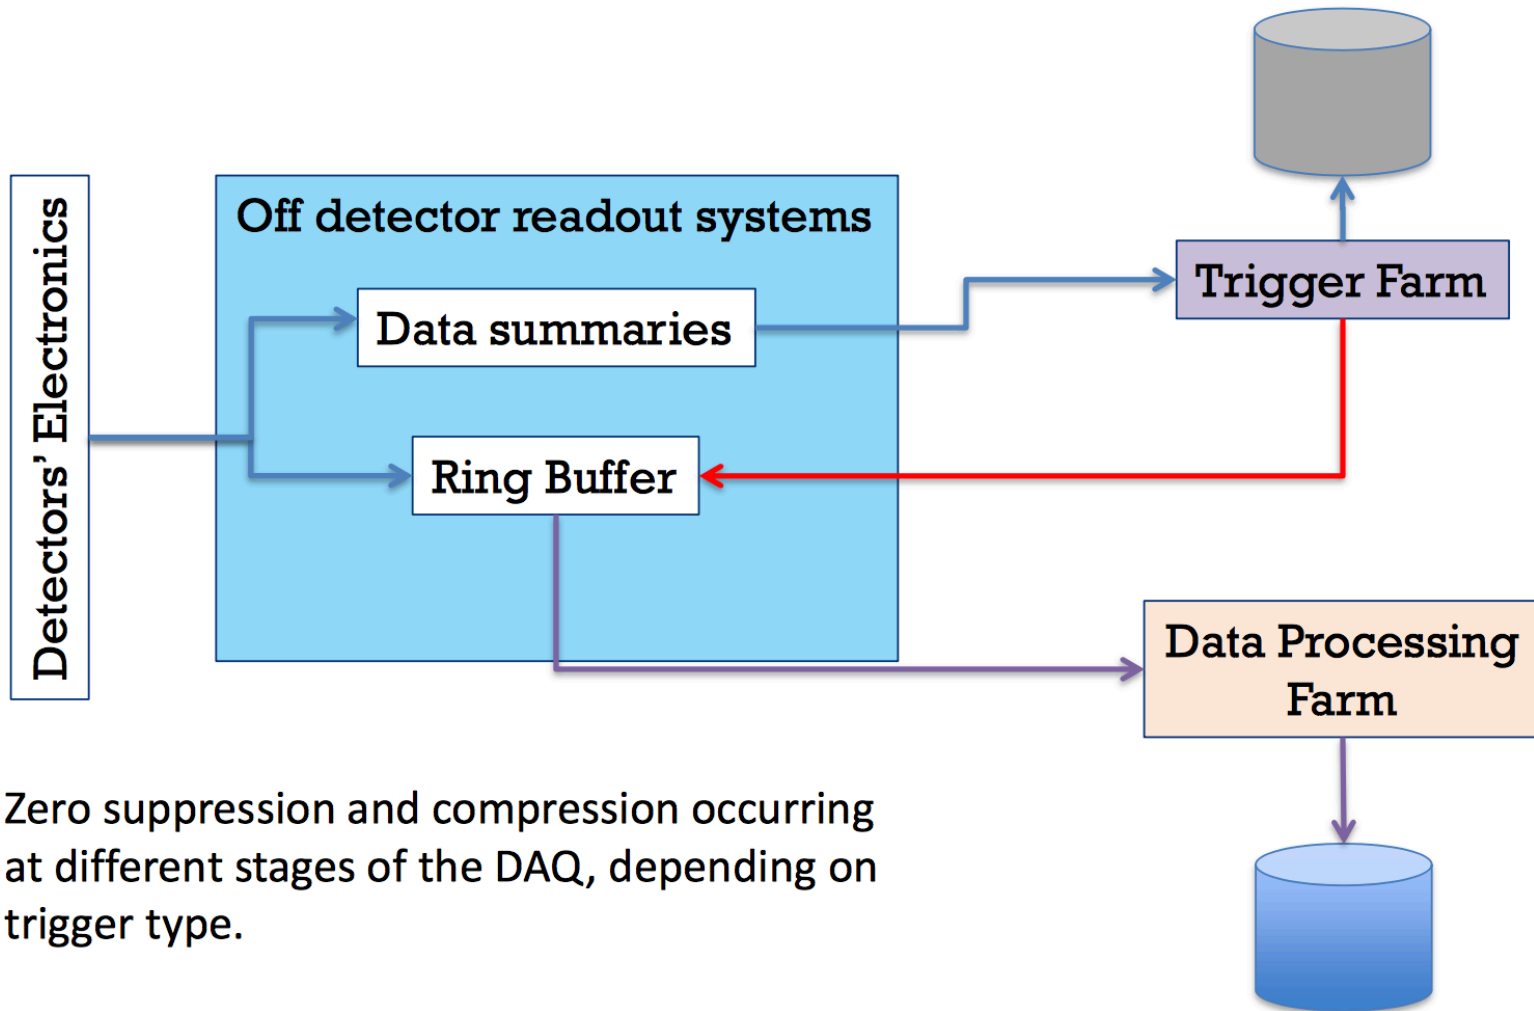 Detectors' Electronics
Off detector readout systems
Data summaries
Ring Buffer
Trigger Farm
Data Processing
Farm
Zero suppression and compression occurring
at different stages of the DAQ, depending on
trigger type.